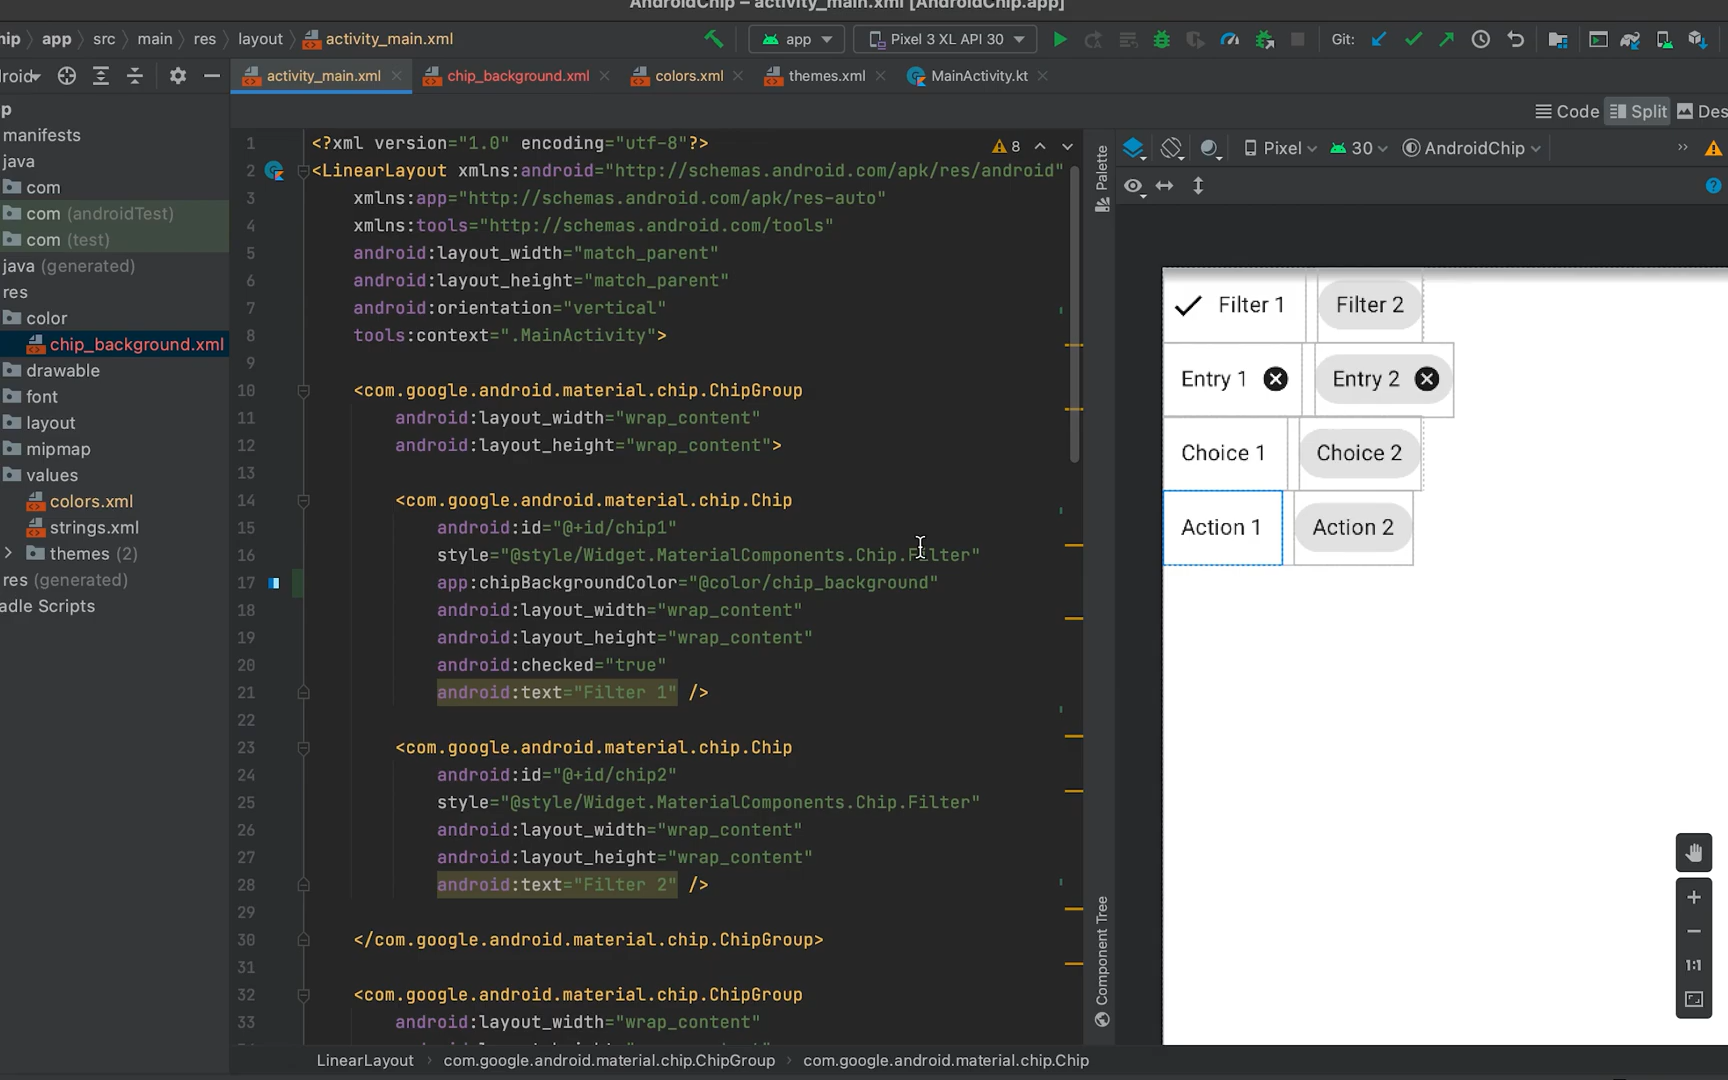 AndroidChip – activity_main.xml [AndroidChip.app]
hip app src main res layout activity_main.xml app Pixel 3 XL API 30 Git:
roid activity_main.xml chip_background.xml colors.xml themes.xml MainActivity.kt
p
manifests
java
com
com (androidTest)
com (test)
java (generated)
res
color
chip_background.xml
drawable
font
layout
mipmap
values
colors.xml
strings.xml
themes (2)
res (generated)
adle Scripts
Code Split Des
8
1 <?xml version="1.0" encoding="utf-8"?>
2 <LinearLayout xmlns:android="http://schemas.android.com/apk/res/android"
3 xmlns:app="http://schemas.android.com/apk/res-auto"
4 xmlns:tools="http://schemas.android.com/tools"
5 android:layout_width="match_parent"
6 android:layout_height="match_parent"
7 android:orientation="vertical"
8 tools:context=".MainActivity">
9
10 <com.google.android.material.chip.ChipGroup
11 android:layout_width="wrap_content"
12 android:layout_height="wrap_content">
13
14 <com.google.android.material.chip.Chip
15 android:id="@+id/chip1"
16 style="@style/Widget.MaterialComponents.Chip.Filter"
17 app:chipBackgroundColor="@color/chip_background"
18 android:layout_width="wrap_content"
19 android:layout_height="wrap_content"
20 android:checked="true"
21 android:text="Filter 1" />
22
23 <com.google.android.material.chip.Chip
24 android:id="@+id/chip2"
25 style="@style/Widget.MaterialComponents.Chip.Filter"
26 android:layout_width="wrap_content"
27 android:layout_height="wrap_content"
28 android:text="Filter 2" />
29
30 </com.google.android.material.chip.ChipGroup>
31
32 <com.google.android.material.chip.ChipGroup
33 android:layout_width="wrap_content"
LinearLayout com.google.android.material.chip.ChipGroup com.google.android.material.chip.Chip
Palette
Component Tree
Pixel 30 AndroidChip
Filter 1 Filter 2
Entry 1 Entry 2
Choice 1 Choice 2
Action 1 Action 2
1:1